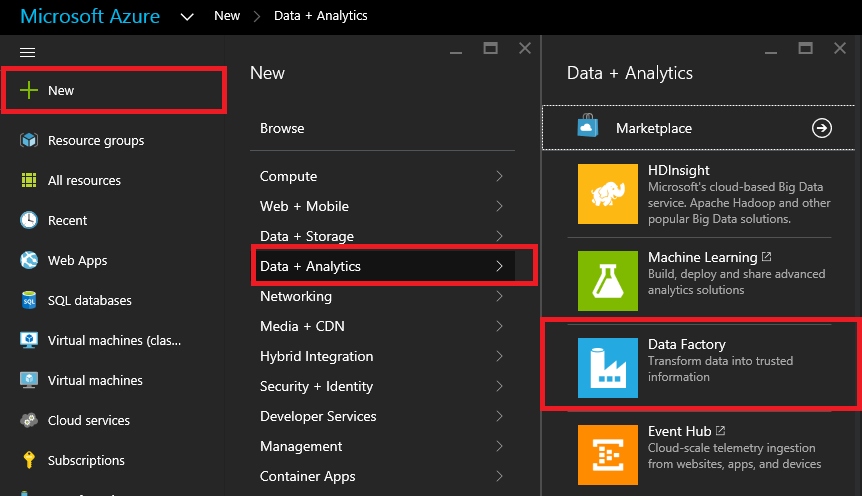 Microsoft Azure New Data + Analytics
New
Resource groups
All resources
Recent
Web Apps
SQL databases
Virtual machines (clas...
Virtual machines
Cloud services
Subscriptions
New
Browse
Compute
Web + Mobile
Data + Storage
Data + Analytics
Networking
Media + CDN
Hybrid Integration
Security + Identity
Developer Services
Management
Container Apps
Data + Analytics
Marketplace
HDInsight
Microsoft's cloud-based Big Data
service. Apache Hadoop and other
popular Big Data solutions.
Machine Learning
Build, deploy and share advanced
analytics solutions
Data Factory
Transform data into trusted
information
Event Hub
Cloud-scale telemetry ingestion
from websites, apps, and devices